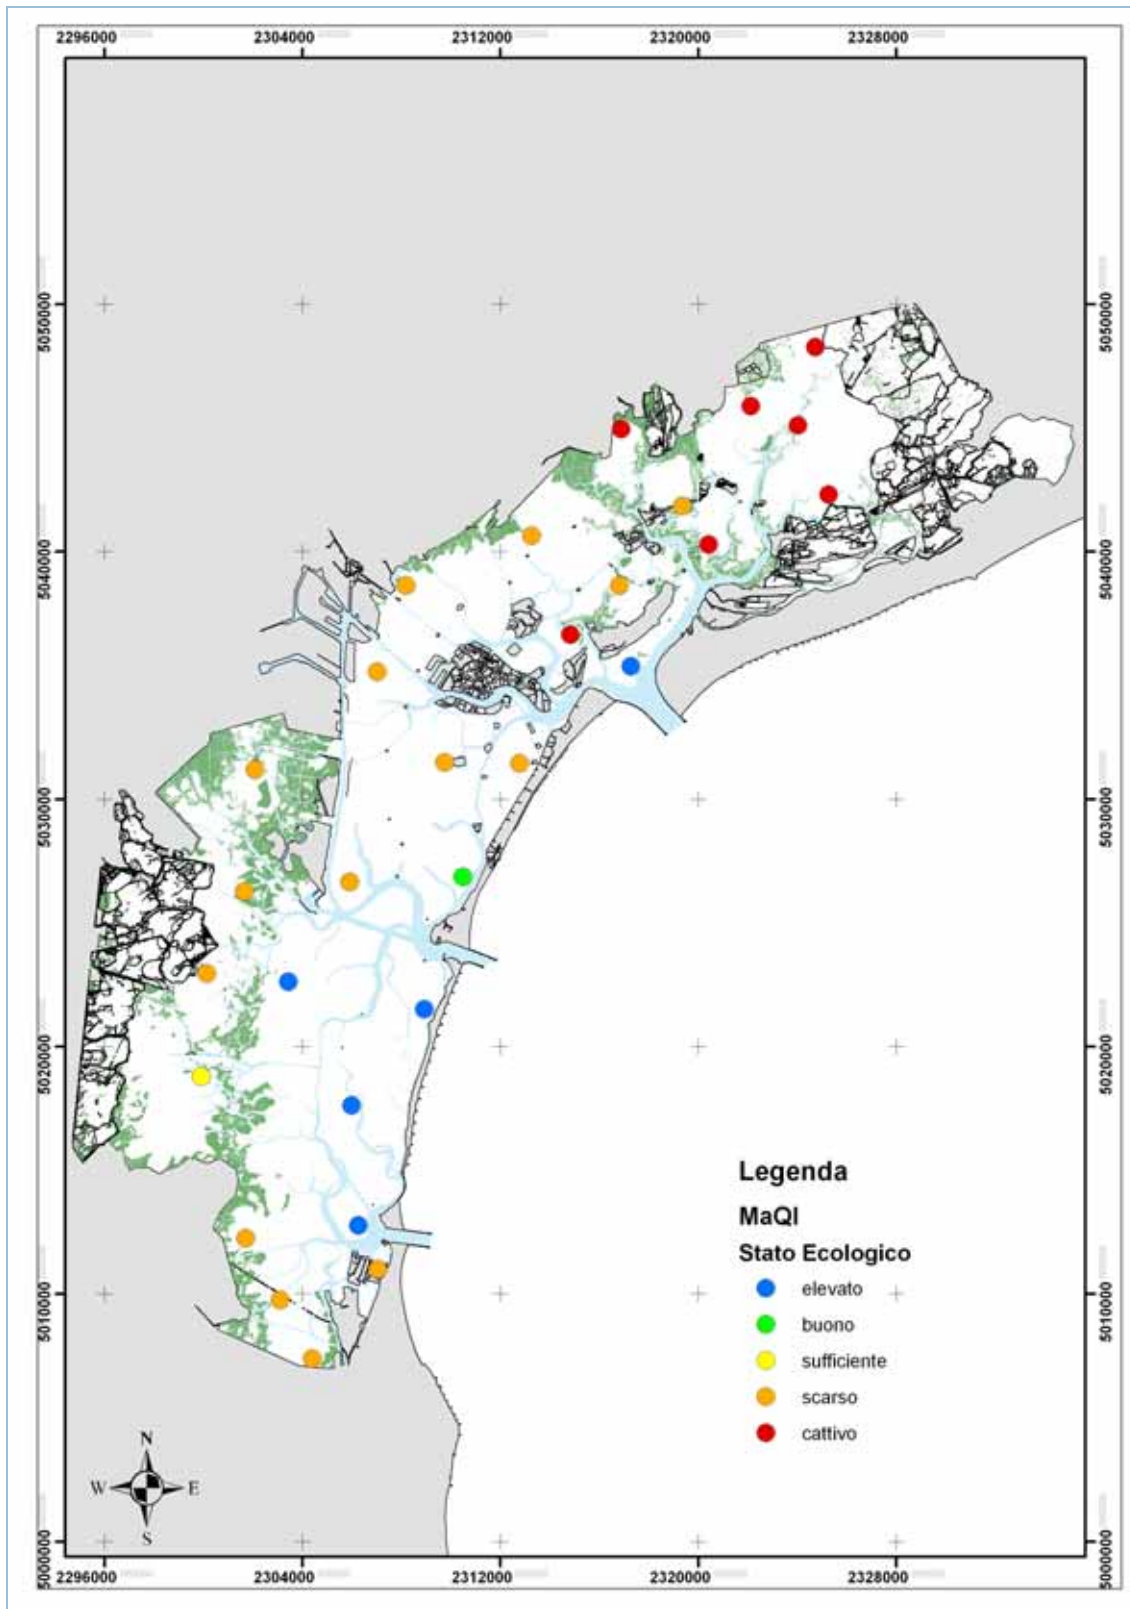 2296000 2304000 2312000 2320000 2328000
5050000 5050000
5040000 5040000
5030000 5030000
5020000 5020000
5010000 5010000
5000000 5000000
Legenda
MaQI
Stato Ecologico
elevato
buono
sufficiente
scarso
cattivo
N
W E
S
2296000 2304000 2312000 2320000 2328000